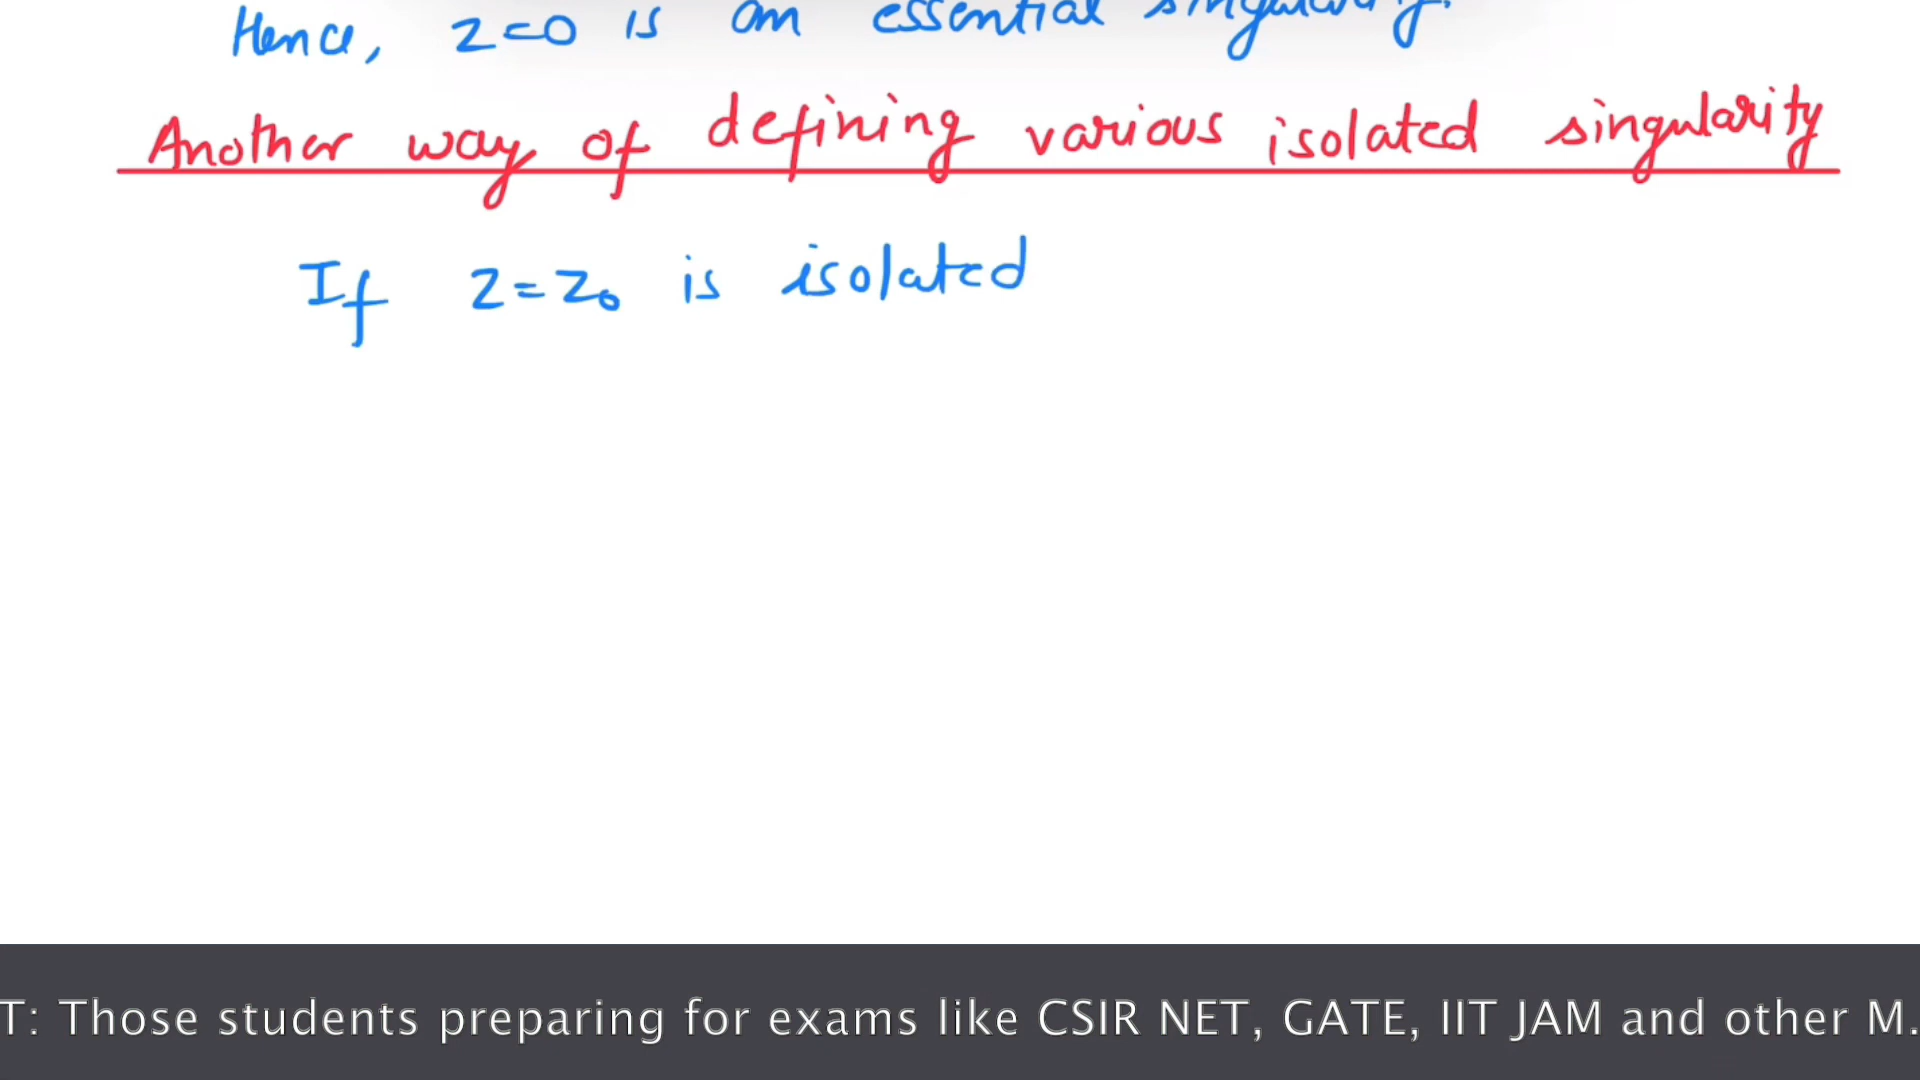 Hence, z=0 is an essential singularity.
Another way of defining various isolated singularity
If z=z₀ is isolated
T: Those students preparing for exams like CSIR NET, GATE, IIT JAM and other M.